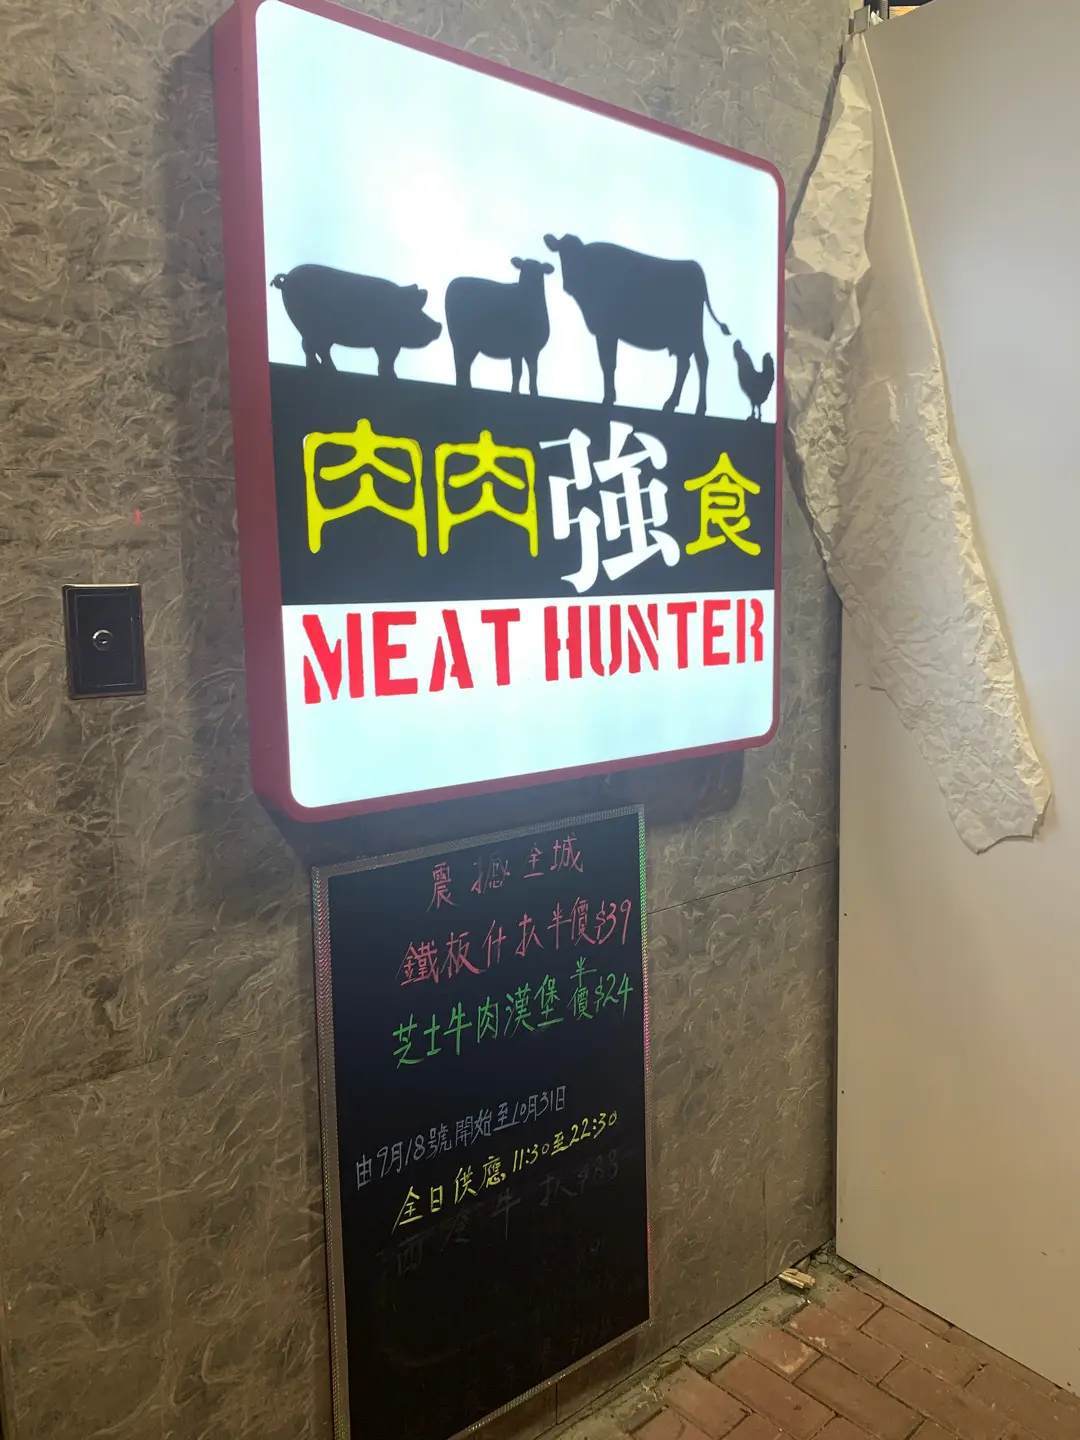 肉肉強食
MEAT HUNTER
震撼全城
鐵板什扒半價$39
芝士牛肉漢堡半價$24
由9月18號開始至10月31日
全日供應11:30至22:30